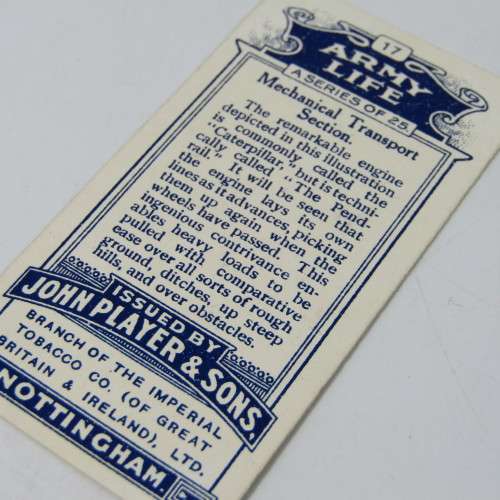 17
ARMY
LIFE
A SERIES OF 25
Mechanical Transport
Section.
The remarkable engine
depicted in this illustration
is commonly called the
"Caterpillar," but is techni-
cally called "The Pend-
rail." It will be seen that
the engine lays its own
lines as it advances, picking
them up again when the
wheels have passed. This
ingenious contrivance en-
ables heavy loads to be
pulled with comparative
ease over all sorts of rough
ground, ditches, up steep
hills, and over obstacles.
ISSUED BY
JOHN PLAYER & SONS,
BRANCH OF THE IMPERIAL
TOBACCO CO. (OF GREAT
BRITAIN & IRELAND), LTD.
NOTTINGHAM.